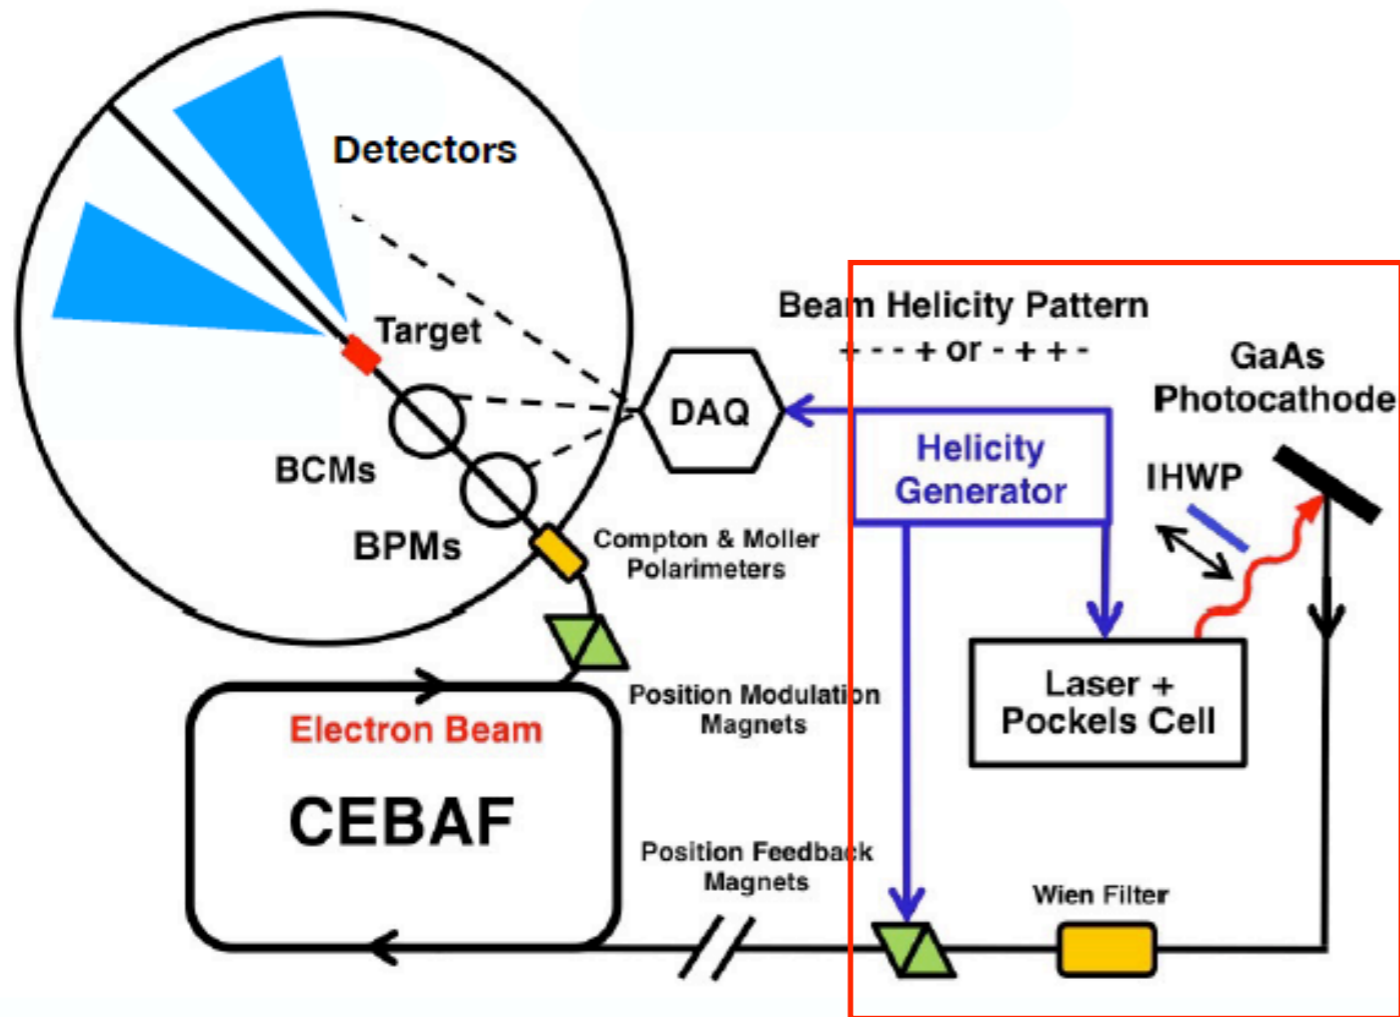 Detectors
Target
BCMs
BPMs
Compton & Moller
Polarimeters
DAQ
Beam Helicity Pattern
+ - - + or - + + -
Helicity
Generator
GaAs
Photocathode
IHWP
Laser +
Pockels Cell
Position Modulation
Magnets
Electron Beam
CEBAF
Position Feedback
Magnets
Wien Filter